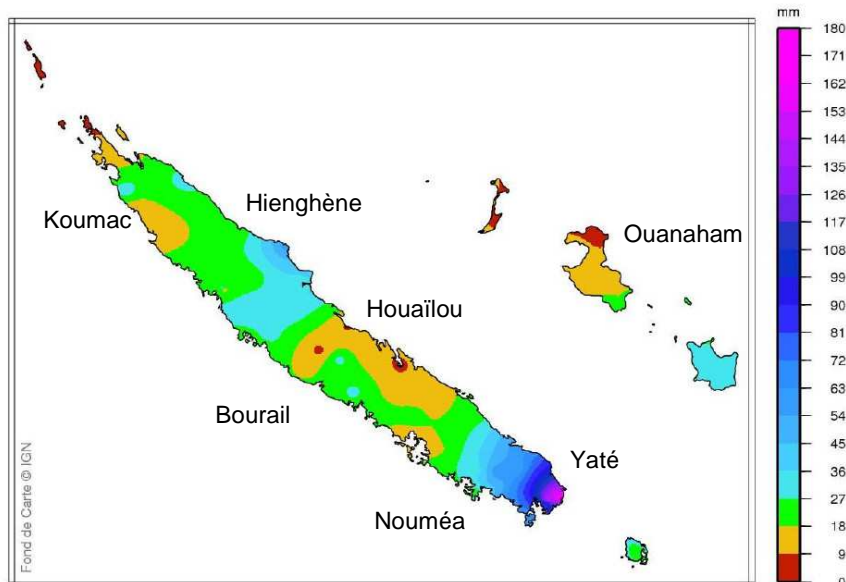 mm
180
171
162
153
144
135
126
117
108
99
90
81
72
63
54
45
36
27
18
9
0
Hienghène
Koumac
Ouanaham
Houaïlou
Bourail
Yaté
Nouméa
Fond de Carte © IGN